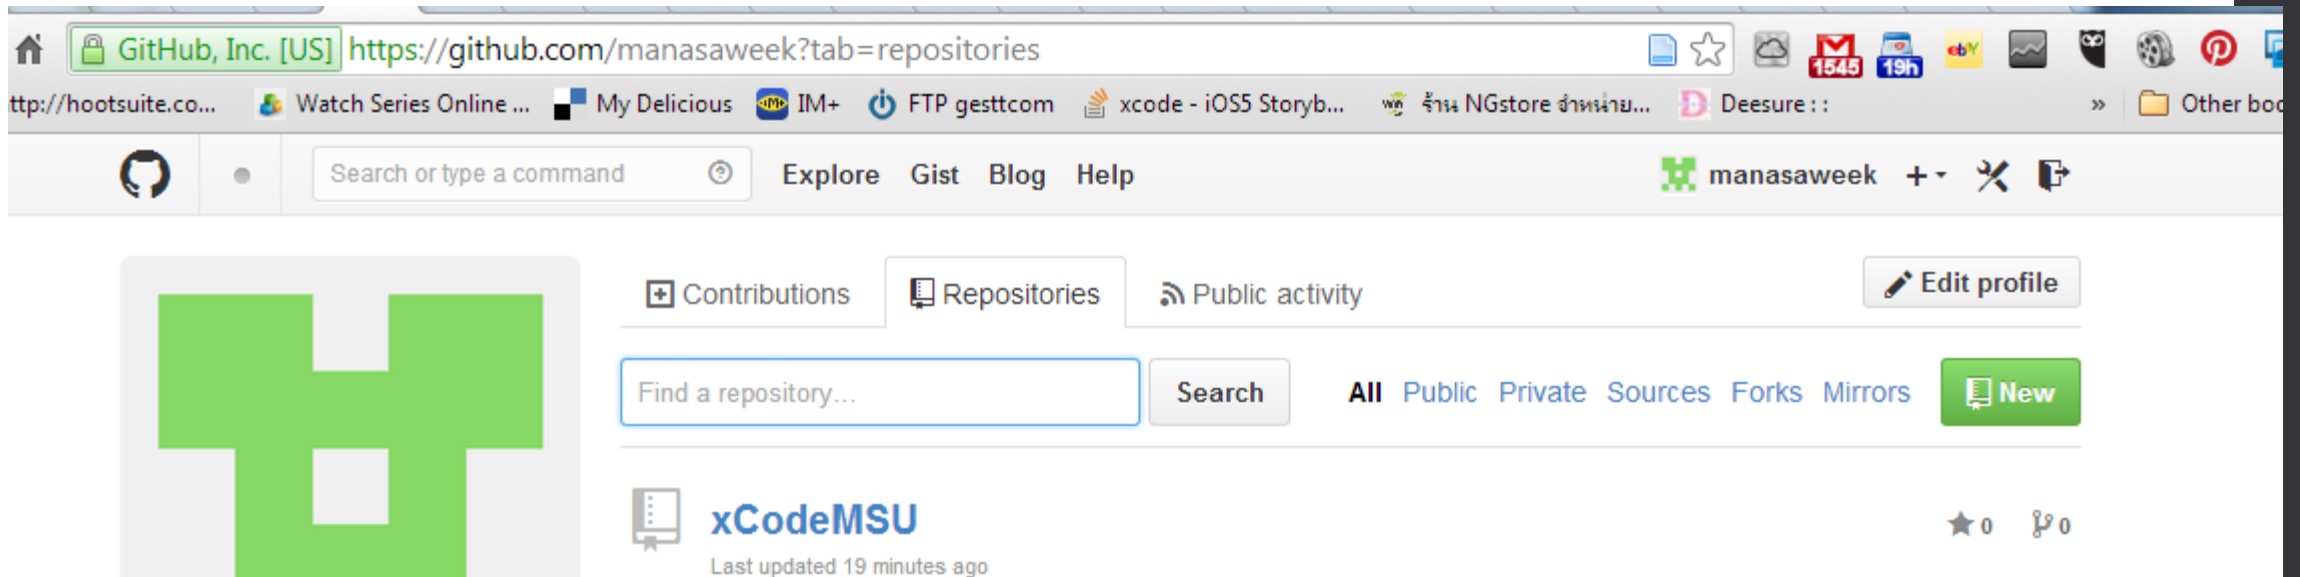 GitHub, Inc. [US] https://github.com/manasaweek?tab=repositories
1545 19h ebY
ttp://hootsuite.co... Watch Series Online ... My Delicious IM+ FTP gesttcom xcode - iOS5 Storyb... ร้าน NGstore จำหน่าย... Deesure :: » Other boo
Search or type a command Explore Gist Blog Help manasaweek
Contributions Repositories Public activity Edit profile
Find a repository... Search All Public Private Sources Forks Mirrors New
xCodeMSU 0 0
Last updated 19 minutes ago